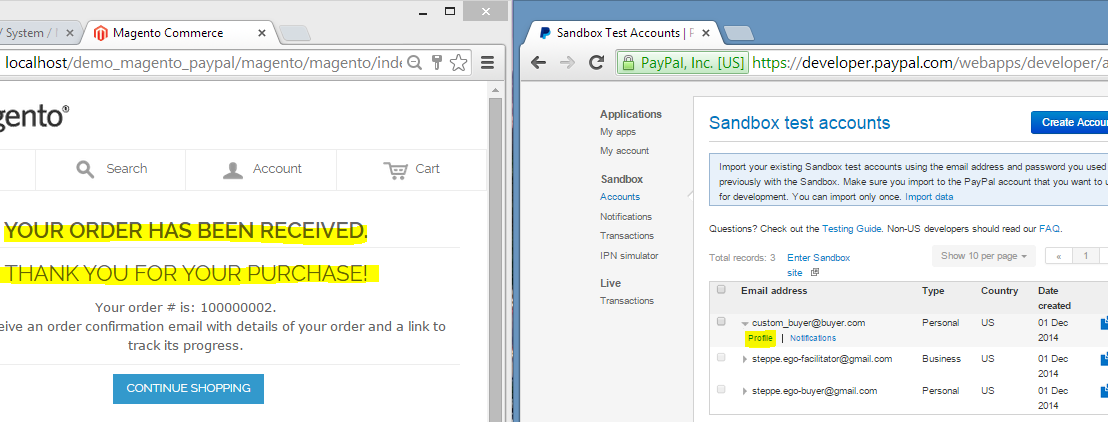 / System / 
Magento Commerce
localhost/demo_magento_paypal/magento/magento/inde
gento®
Search
Account
Cart
YOUR ORDER HAS BEEN RECEIVED.
THANK YOU FOR YOUR PURCHASE!
Your order # is: 100000002.
eive an order confirmation email with details of your order and a link to
track its progress.
CONTINUE SHOPPING
Sandbox Test Accounts | P
PayPal, Inc. [US] https://developer.paypal.com/webapps/developer/a
Applications
My apps
My account
Sandbox
Accounts
Notifications
Transactions
IPN simulator
Live
Transactions
Sandbox test accounts
Create Accou
Import your existing Sandbox test accounts using the email address and password you used
previously with the Sandbox. Make sure you import to the PayPal account that you want to u
for development. You can import only once. Import data
Questions? Check out the Testing Guide. Non-US developers should read our FAQ.
Total records: 3 Enter Sandbox
site
Show 10 per page
« 1
Email address Type Country Date
created
custom_buyer@buyer.com Personal US 01 Dec
2014
Profile | Notifications
steppe.ego-facilitator@gmail.com Business US 01 Dec
2014
steppe.ego-buyer@gmail.com Personal US 01 Dec
2014